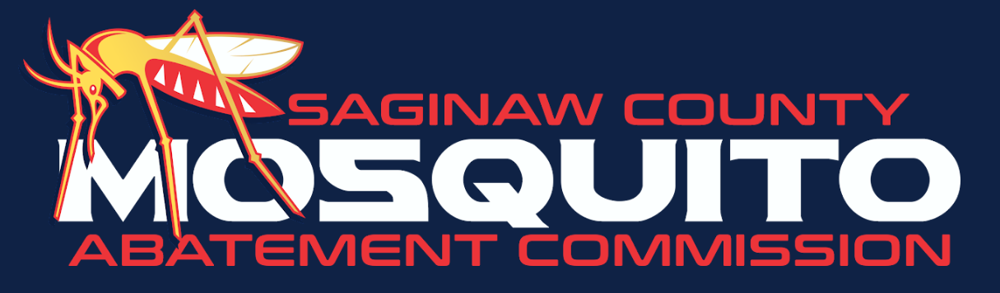 SAGINAW COUNTY
MOSQUITO
ABATEMENT COMMISSION